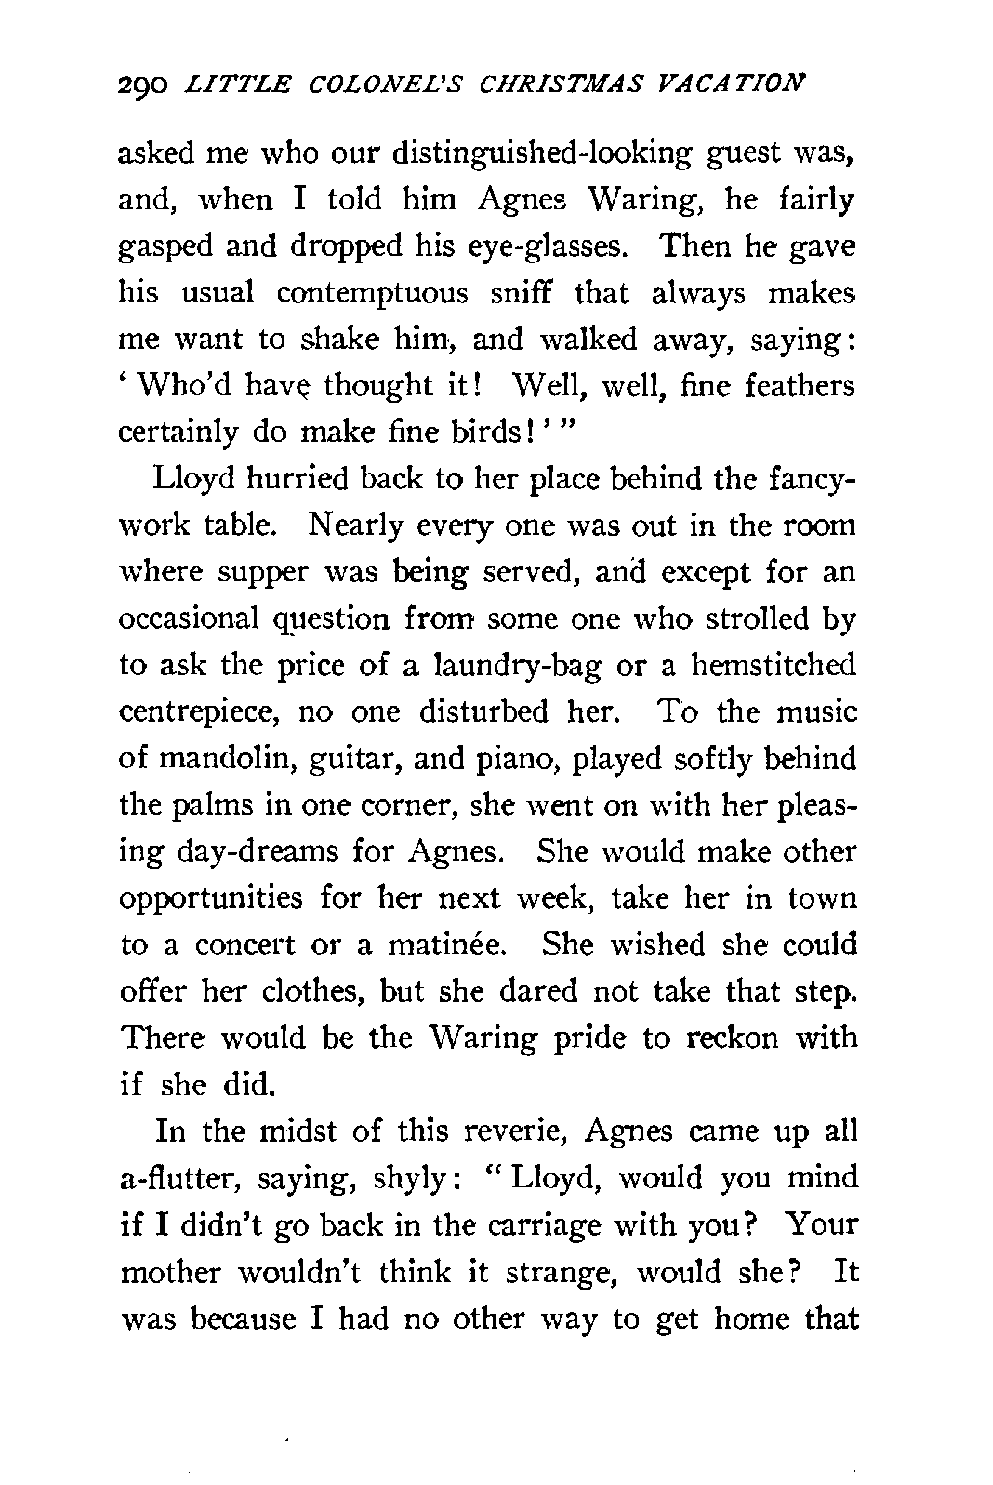 290 LITTLE COLONEL'S CHRISTMAS VACATION
asked me who our distinguished-looking guest was,
and, when I told him Agnes Waring, he fairly
gasped and dropped his eye-glasses. Then he gave
his usual contemptuous sniff that always makes
me want to shake him, and walked away, saying:
‘Who'd have thought it! Well, well, fine feathers
certainly do make fine birds!’”
Lloyd hurried back to her place behind the fancy-
work table. Nearly every one was out in the room
where supper was being served, and except for an
occasional question from some one who strolled by
to ask the price of a laundry-bag or a hemstitched
centrepiece, no one disturbed her. To the music
of mandolin, guitar, and piano, played softly behind
the palms in one corner, she went on with her pleas-
ing day-dreams for Agnes. She would make other
opportunities for her next week, take her in town
to a concert or a matinée. She wished she could
offer her clothes, but she dared not take that step.
There would be the Waring pride to reckon with
if she did.
In the midst of this reverie, Agnes came up all
a-flutter, saying, shyly: “Lloyd, would you mind
if I didn't go back in the carriage with you? Your
mother wouldn't think it strange, would she? It
was because I had no other way to get home that